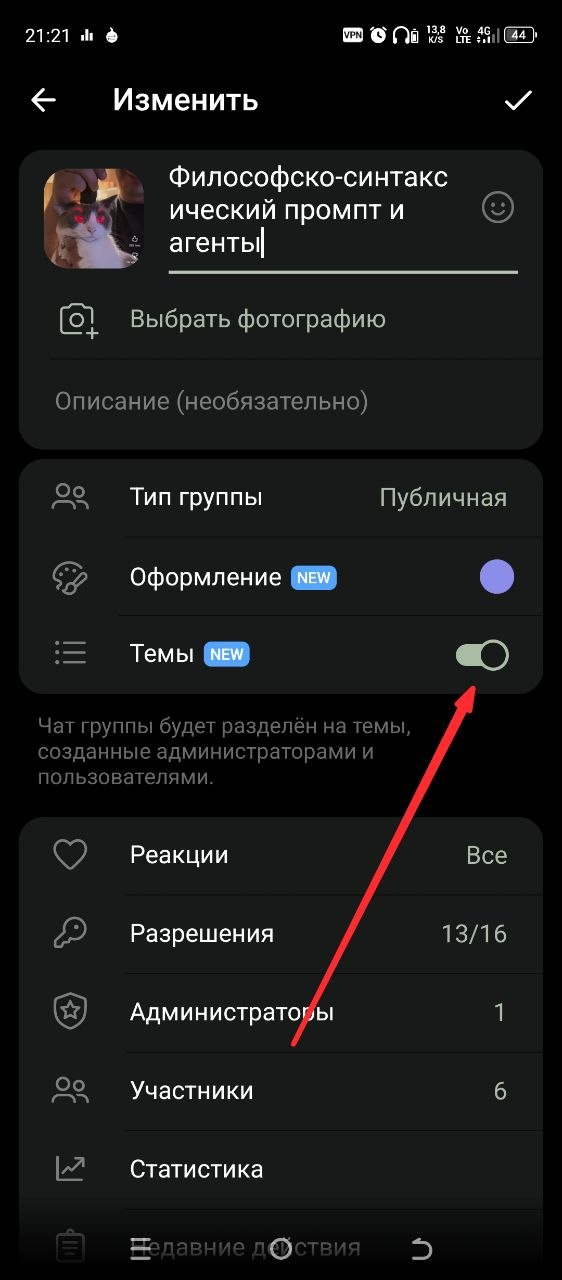 21:21 VPN 13,8 K/S Vo LTE 4G 44
Изменить
Философско-синтакс
ический промпт и
агенты
Выбрать фотографию
Описание (необязательно)
Тип группы Публичная
Оформление NEW
Темы NEW
Чат группы будет разделён на темы,
созданные администраторами и
пользователями.
Реакции Все
Разрешения 13/16
Администраторы 1
Участники 6
Статистика
Недавние действия